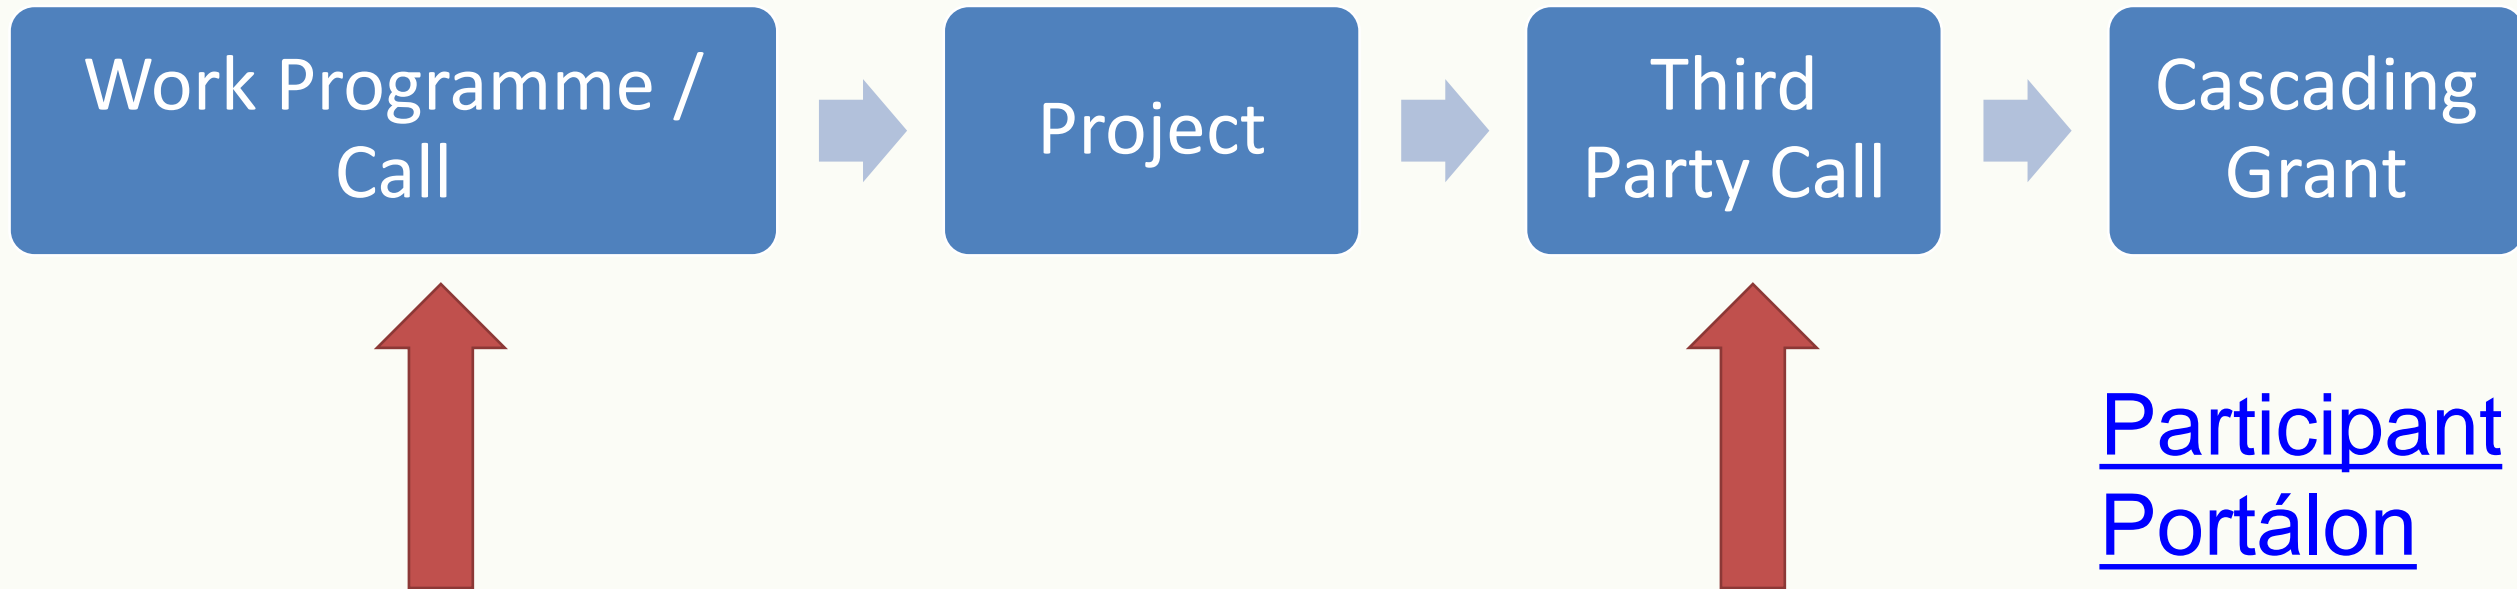 Work Programme /
Call
Project
Third
Party Call
Cascading
Grant
Participant
Portálon